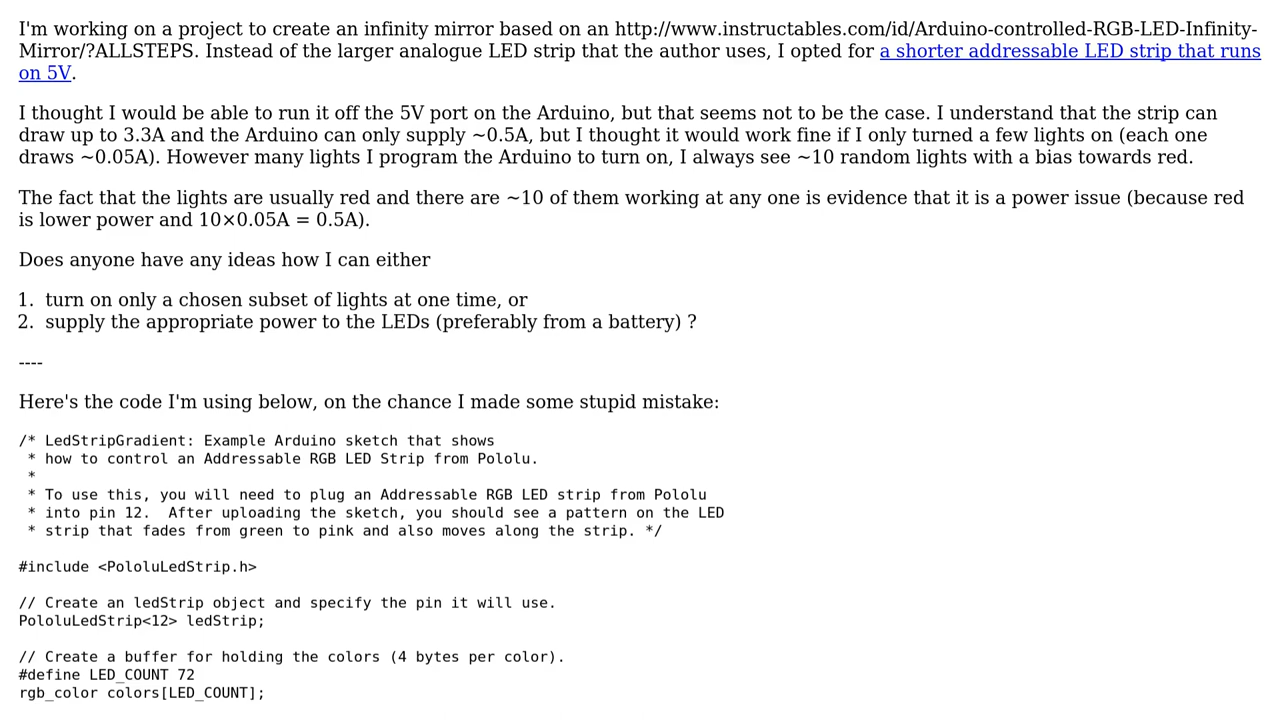 I'm working on a project to create an infinity mirror based on an http://www.instructables.com/id/Arduino-controlled-RGB-LED-Infinity-
Mirror/?ALLSTEPS. Instead of the larger analogue LED strip that the author uses, I opted for a shorter addressable LED strip that runs
on 5V.
I thought I would be able to run it off the 5V port on the Arduino, but that seems not to be the case. I understand that the strip can
draw up to 3.3A and the Arduino can only supply ~0.5A, but I thought it would work fine if I only turned a few lights on (each one
draws ~0.05A). However many lights I program the Arduino to turn on, I always see ~10 random lights with a bias towards red.
The fact that the lights are usually red and there are ~10 of them working at any one is evidence that it is a power issue (because red
is lower power and 10×0.05A = 0.5A).
Does anyone have any ideas how I can either
1. turn on only a chosen subset of lights at one time, or
2. supply the appropriate power to the LEDs (preferably from a battery) ?
----
Here's the code I'm using below, on the chance I made some stupid mistake:
/* LedStripGradient: Example Arduino sketch that shows
 * how to control an Addressable RGB LED Strip from Pololu.
 *
 * To use this, you will need to plug an Addressable RGB LED strip from Pololu
 * into pin 12.  After uploading the sketch, you should see a pattern on the LED
 * strip that fades from green to pink and also moves along the strip. */
#include <PololuLedStrip.h>
// Create an ledStrip object and specify the pin it will use.
PololuLedStrip<12> ledStrip;
// Create a buffer for holding the colors (4 bytes per color).
#define LED_COUNT 72
rgb_color colors[LED_COUNT];